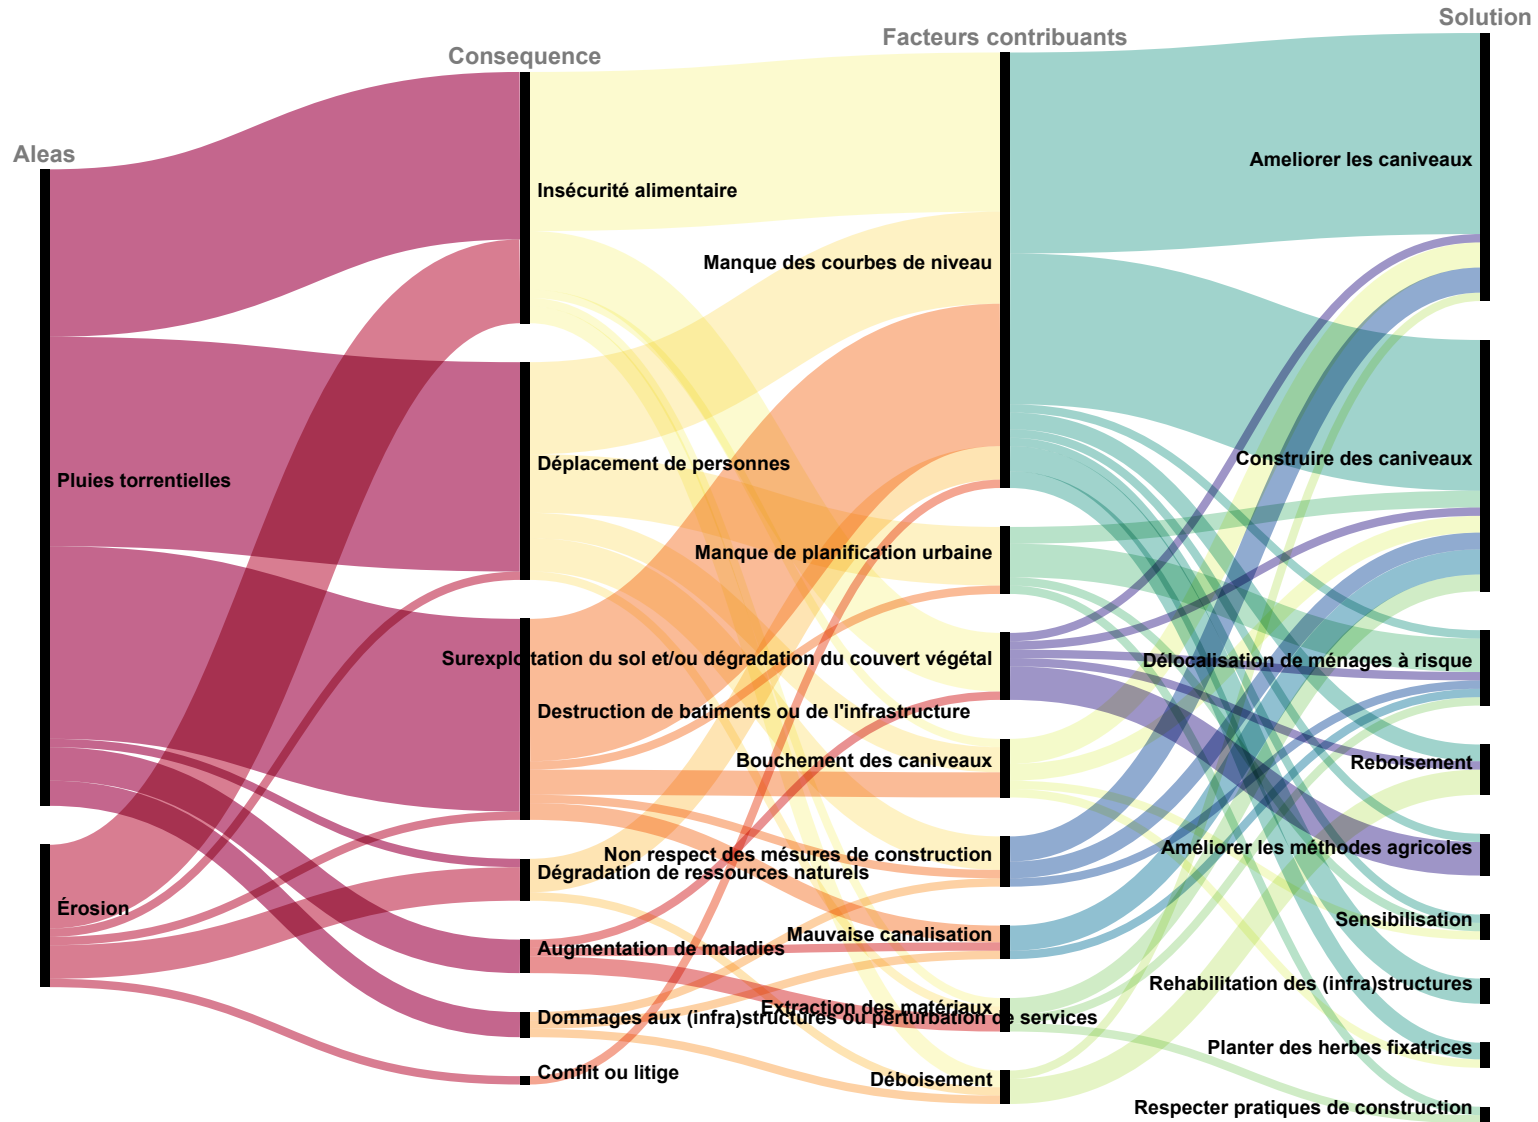 Aleas
Pluies torrentielles
Érosion
Consequence
Insécurité alimentaire
Déplacement de personnes
Destruction de batiments ou de l'infrastructure
Dégradation de ressources naturels
Augmentation de maladies
Dommages aux (infra)structures ou perturbation de services
Conflit ou litige
Facteurs contribuants
Manque des courbes de niveau
Manque de planification urbaine
Surexploitation du sol et/ou dégradation du couvert végétal
Bouchement des caniveaux
Non respect des mésures de construction
Mauvaise canalisation
Extraction des matériaux
Déboisement
Solution
Ameliorer les caniveaux
Construire des caniveaux
Délocalisation de ménages à risque
Reboisement
Améliorer les méthodes agricoles
Sensibilisation
Rehabilitation des (infra)structures
Planter des herbes fixatrices
Respecter pratiques de construction